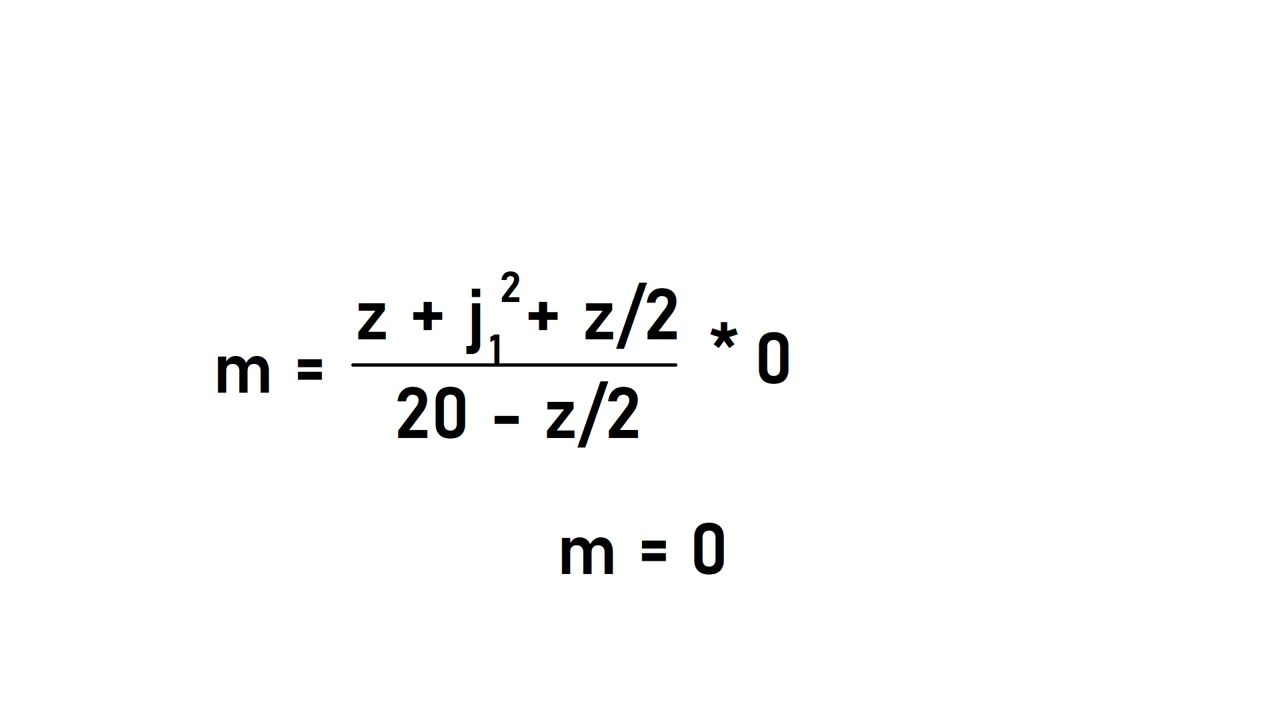 m = z + j₁² + z/2 * 0
20 - z/2
m = 0